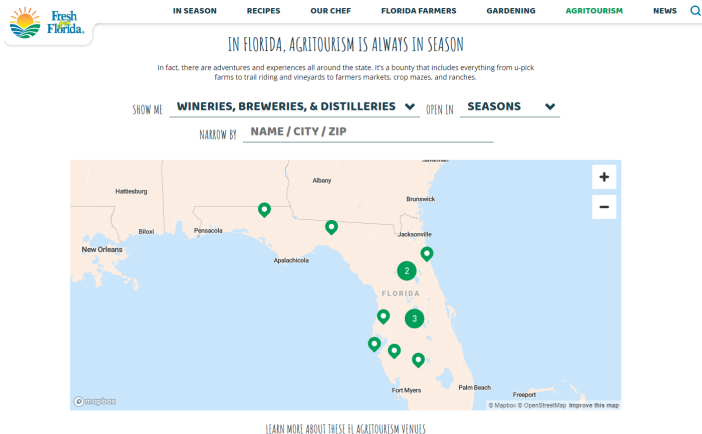 Fresh
From
Florida®
IN SEASON
RECIPES
OUR CHEF
FLORIDA FARMERS
GARDENING
AGRITOURISM
NEWS
IN FLORIDA, AGRITOURISM IS ALWAYS IN SEASON
In fact, there are adventures and experiences all around the state. It's a bounty that includes everything from u-pick
farms to trail riding and vineyards to farmers markets, crop mazes, and ranches.
SHOW ME WINERIES, BREWERIES, & DISTILLERIES OPEN IN SEASONS
NARROW BY NAME / CITY / ZIP
Savannah
Albany
Hattiesburg
Brunswick
Biloxi
Pensacola
Jacksonville
New Orleans
Apalachicola
2
FLORIDA
3
Fort Myers
Palm Beach
Freeport
+
−
mapbox
© Mapbox © OpenStreetMap Improve this map
LEARN MORE ABOUT THESE FL AGRITOURISM VENUES